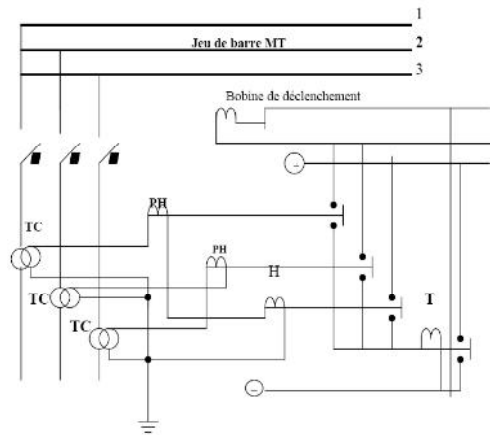 1
Jeu de barre MT 2
3
Bobine de déclenchement
TC
PH
PH
H
TC
T
TC